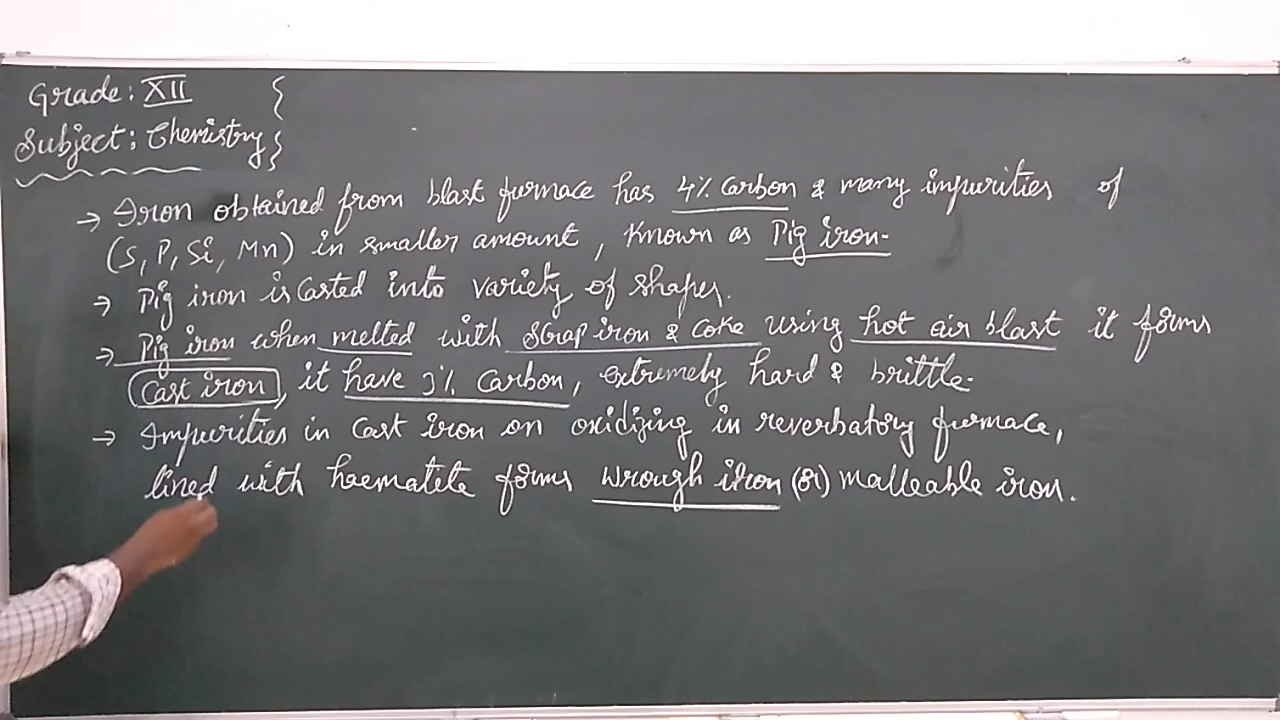 Grade: XII
Subject: Chemistry
→ Iron obtained from blast furnace has 4% Carbon & many impurities of
(S, P, Si, Mn) in smaller amount, known as Pig iron.
→ Pig iron is Casted into variety of shapes.
→ Pig iron when melted with Scrap iron & Coke using hot air blast it forms
Cast iron, it have 3% Carbon, extremely hard & brittle.
→ Impurities in Cast iron on oxidizing in reverbatory furnace,
lined with haematite forms wrough iron (or) malleable iron.